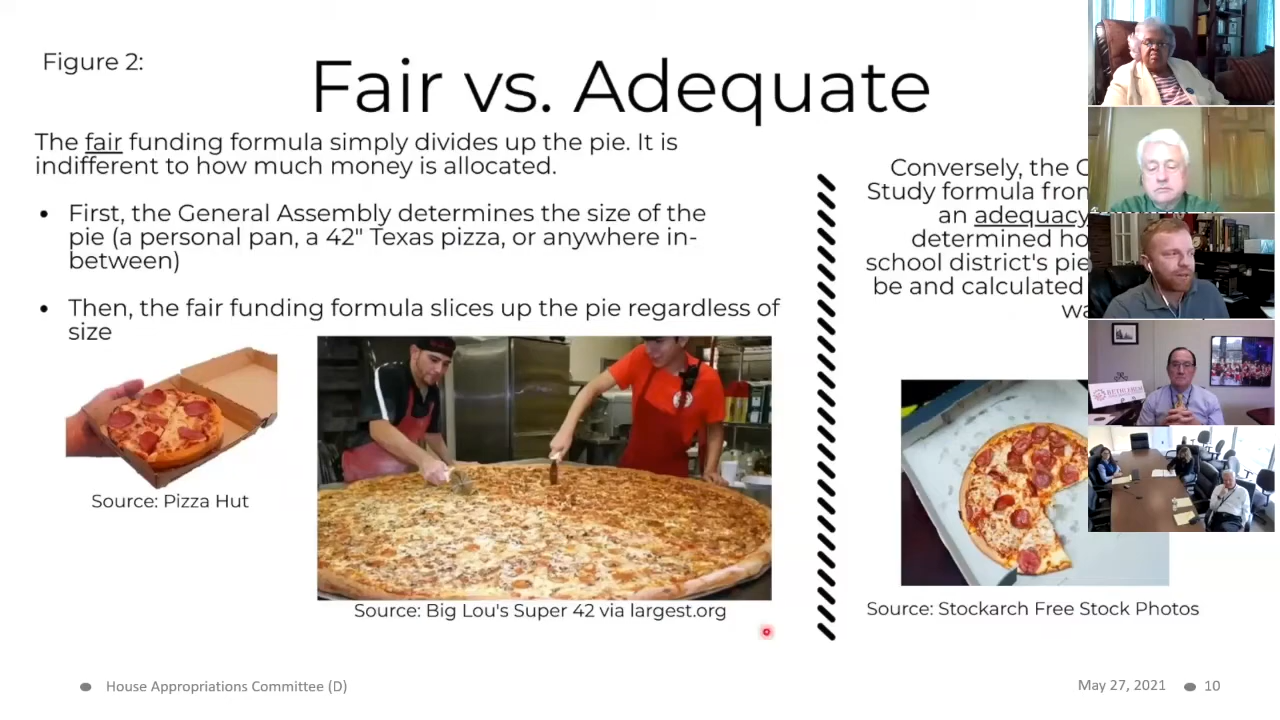 Figure 2:
Fair vs. Adequate
The fair funding formula simply divides up the pie. It is
indifferent to how much money is allocated.
• First, the General Assembly determines the size of the
pie (a personal pan, a 42" Texas pizza, or anywhere in-
between)
• Then, the fair funding formula slices up the pie regardless of
size
Source: Pizza Hut
Source: Big Lou's Super 42 via largest.org
Conversely, the
Study formula
an adequacy
determined
school district's
be and calculated
Source: Stockarch Free Stock Photos
House Appropriations Committee (D)
May 27, 2021
10
BETHLEHEM